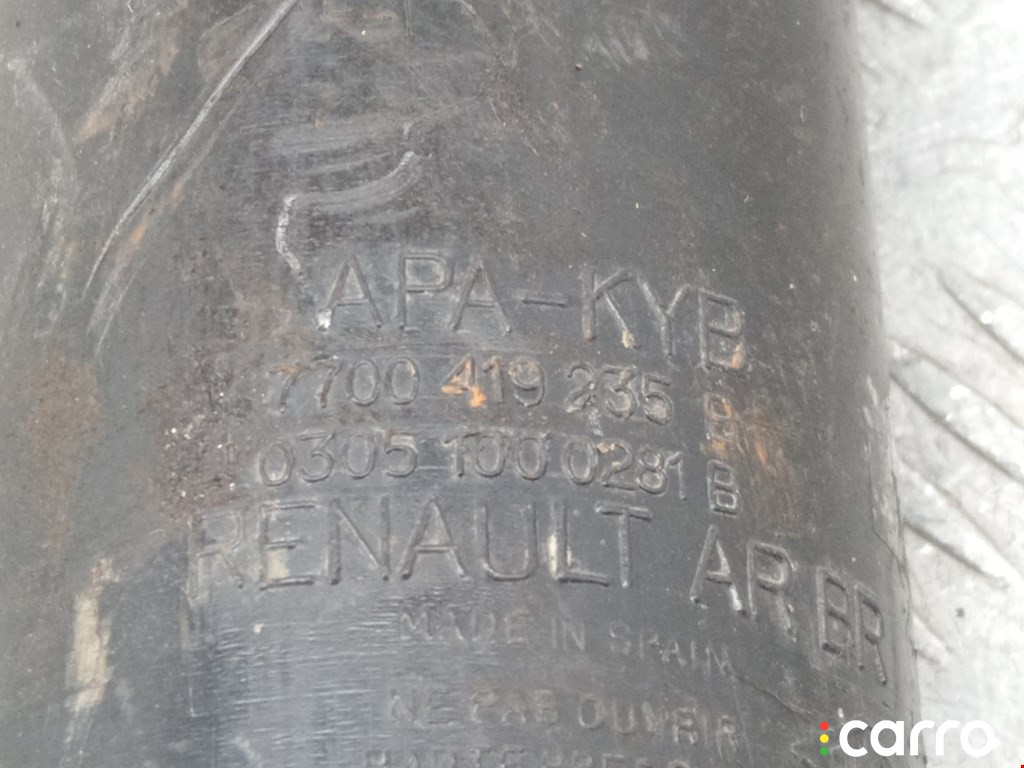 APA-KYB
7700 419 235 B
0305 100 0281 B
RENAULT AR BR
MADE IN SPAIN
NE PAS OUVRIR
carro